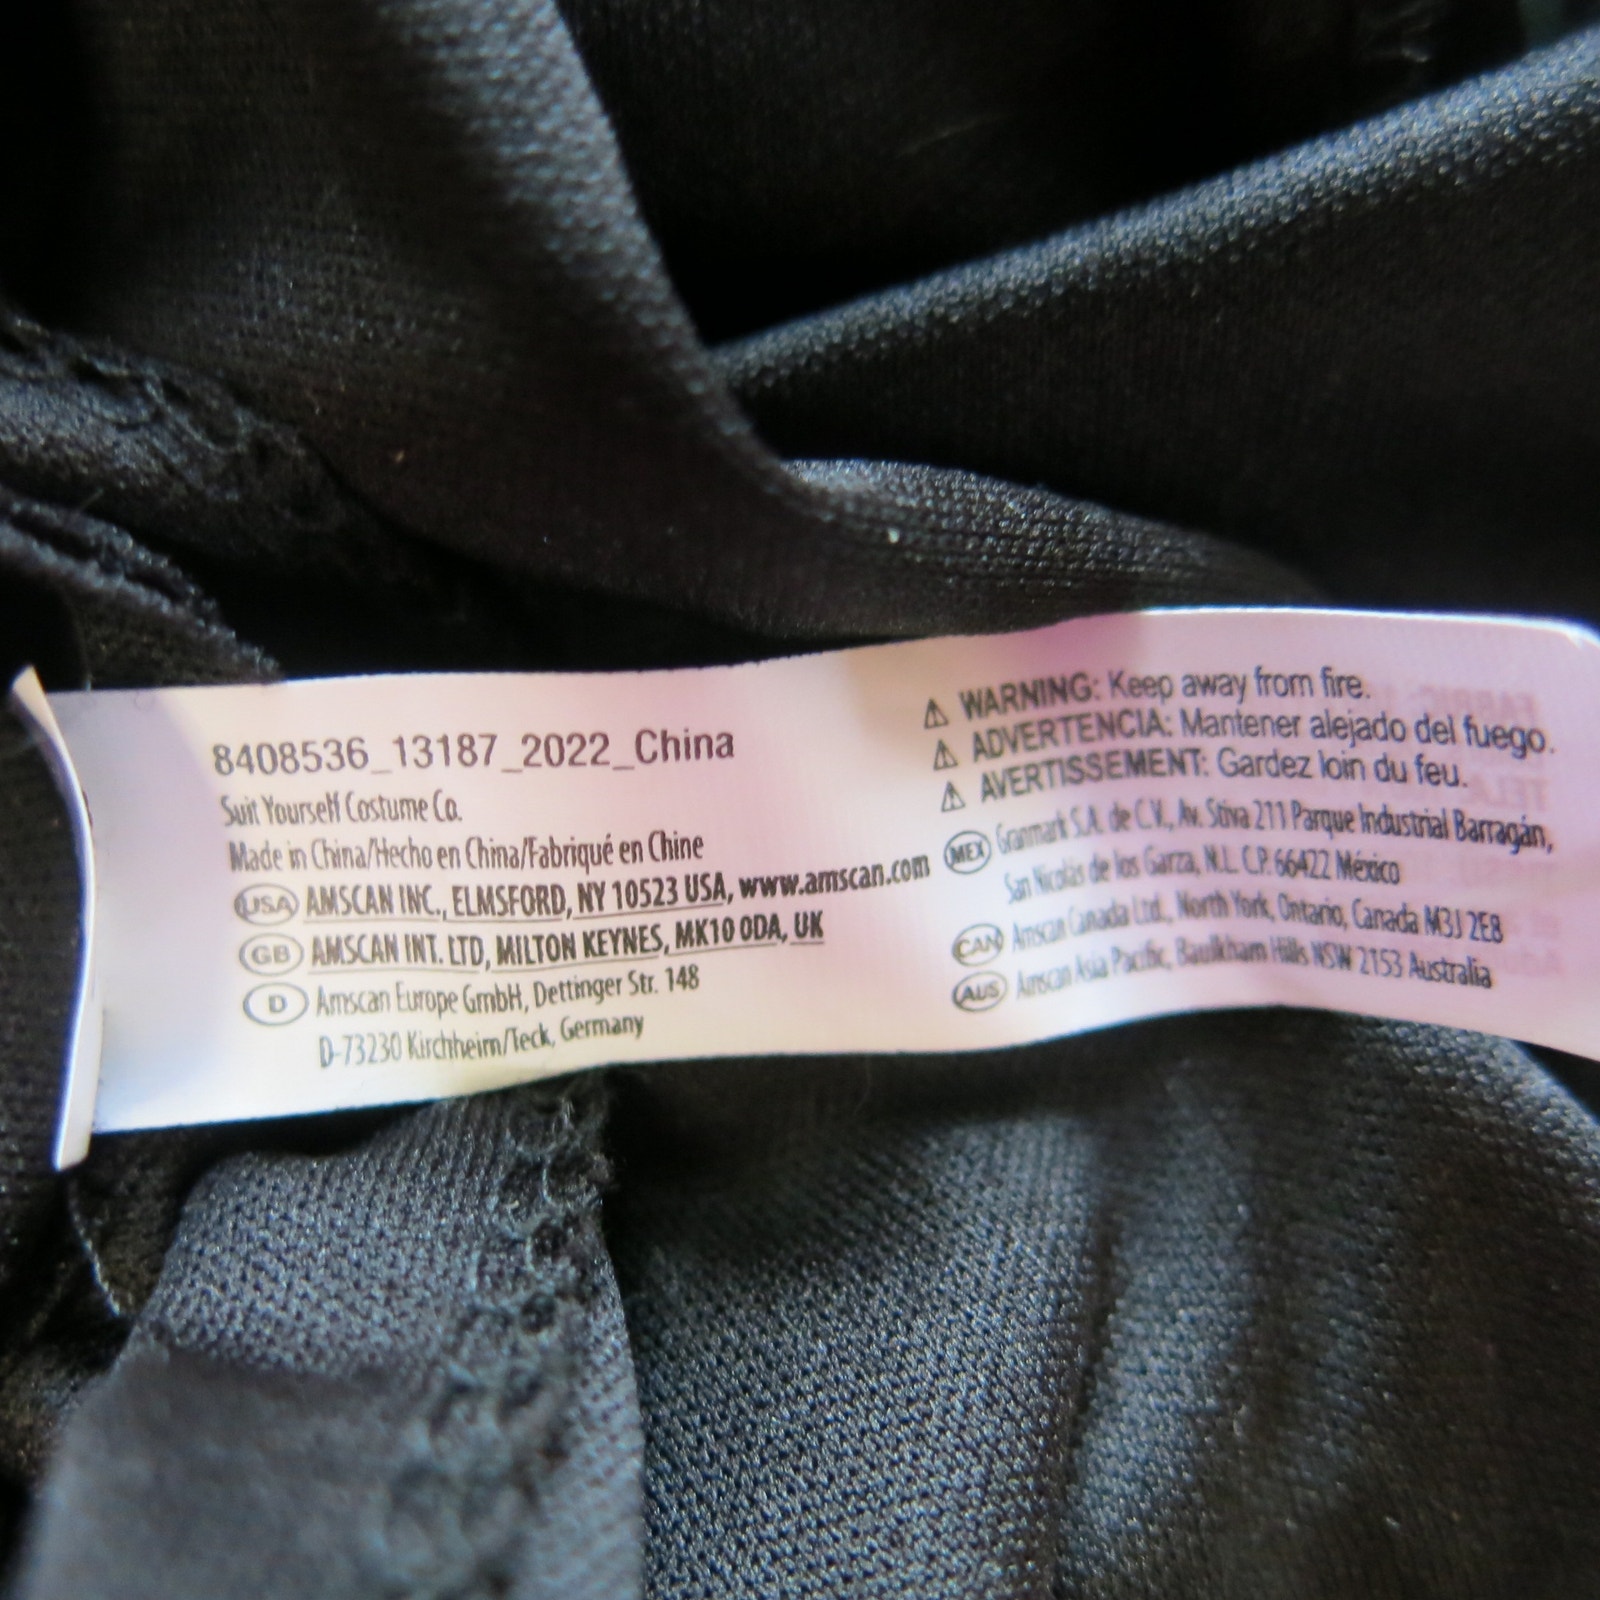 8408536_13187_2022_China
Suit Yourself Costume Co.
Made in China/Hecho en China/Fabriqué en Chine
USA AMSCAN INC., ELMSFORD, NY 10523 USA, www.amscan.com
GB AMSCAN INT. LTD, MILTON KEYNES, MK10 0DA, UK
D Amscan Europe GmbH, Dettinger Str. 148
D-73230 Kirchheim/Teck, Germany
⚠ WARNING: Keep away from fire.
⚠ ADVERTENCIA: Mantener alejado del fuego.
⚠ AVERTISSEMENT: Gardez loin du feu.
MEX Granmark S.A. de C.V., Av. Stiva 211 Parque Industrial Barragán,
San Nicolás de los Garza, N.L. C.P. 66422 México
CAN Amscan Canada Ltd., North York, Ontario, Canada M3J 2E8
AUS Amscan Asia Pacific, Baulkham Hills NSW 2153 Australia